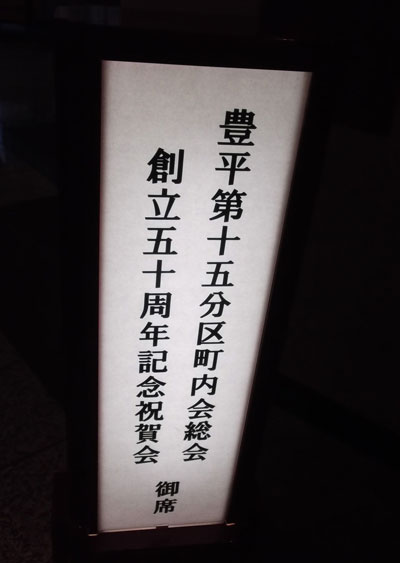 豊平第十五分区町内会総会
創立五十周年記念祝賀会 御席